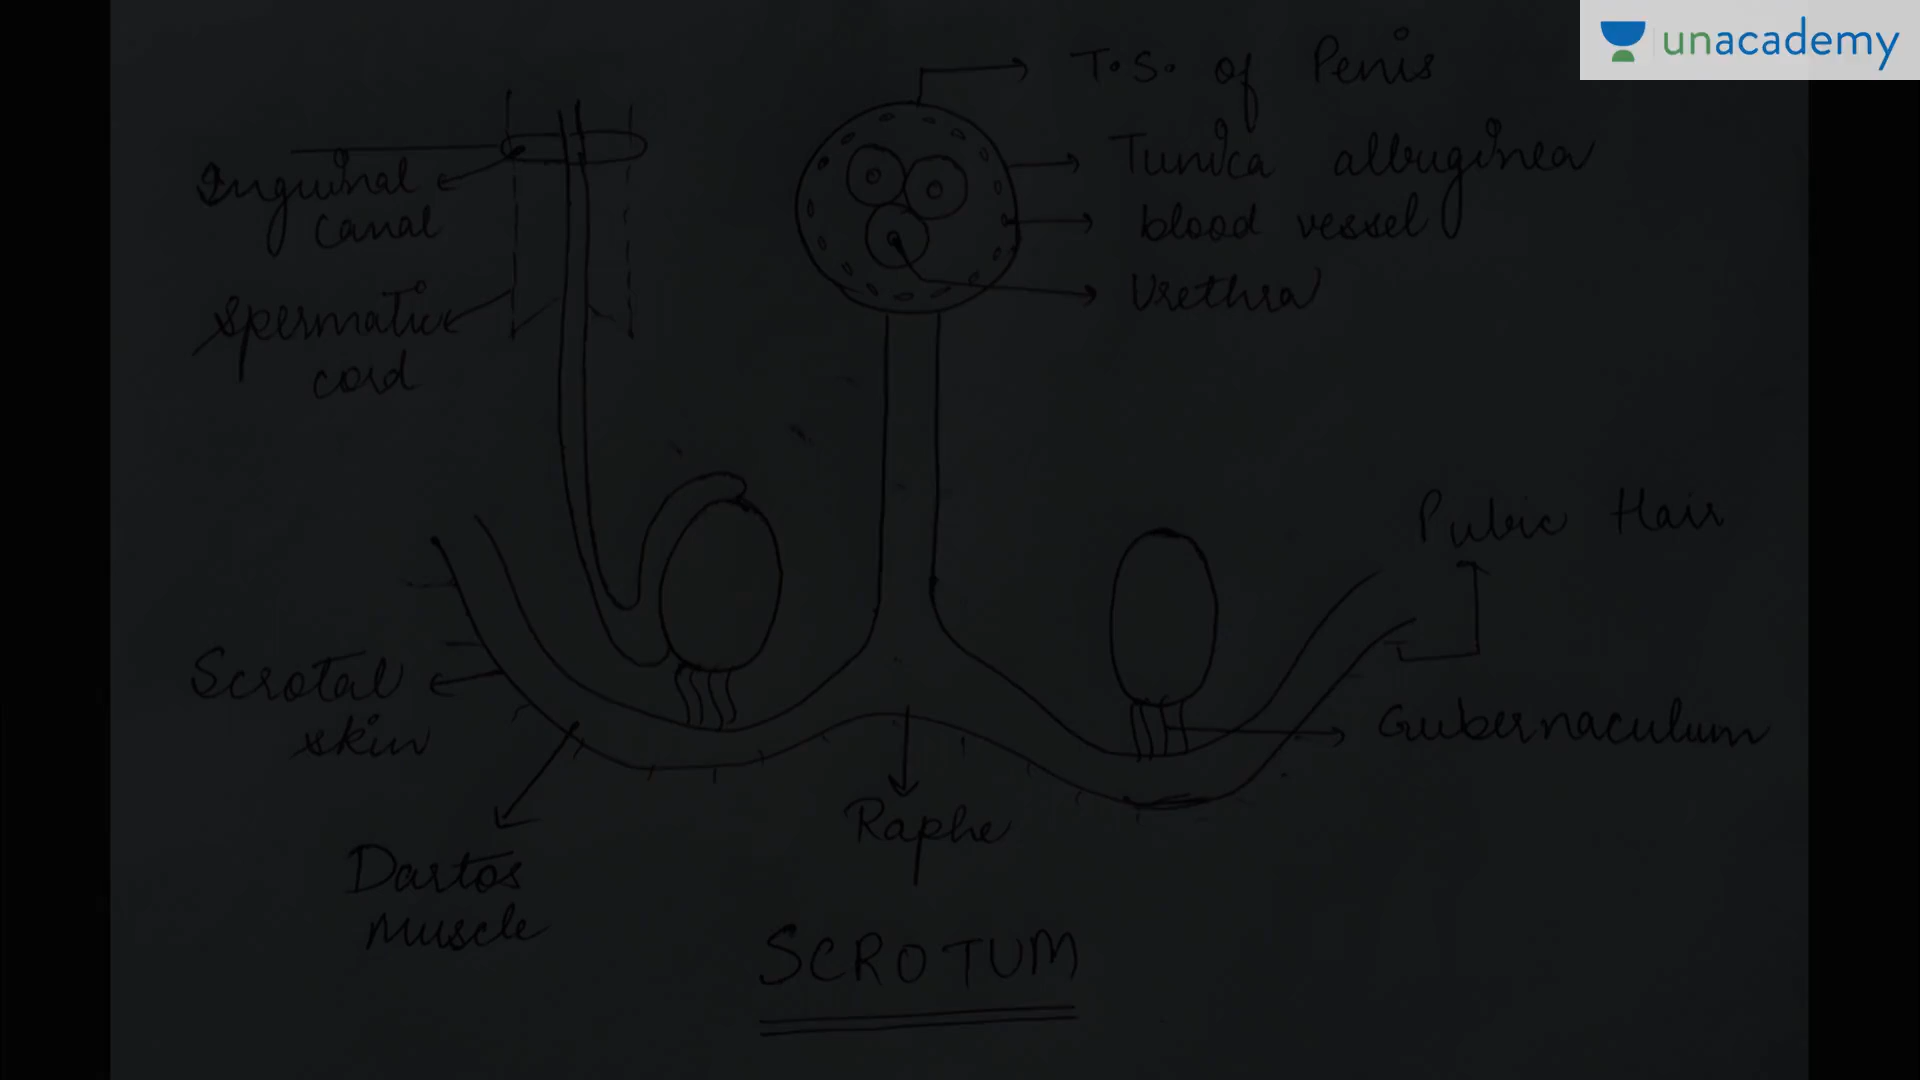 unacademy
T.S. of Penis
Tunica albuginea
blood vessel
Urethra
Inguinal
canal
Spermatic
cord
Pubic Hair
Scrotal
skin
Gubernaculum
Raphe
Dartos
muscle
SCROTUM